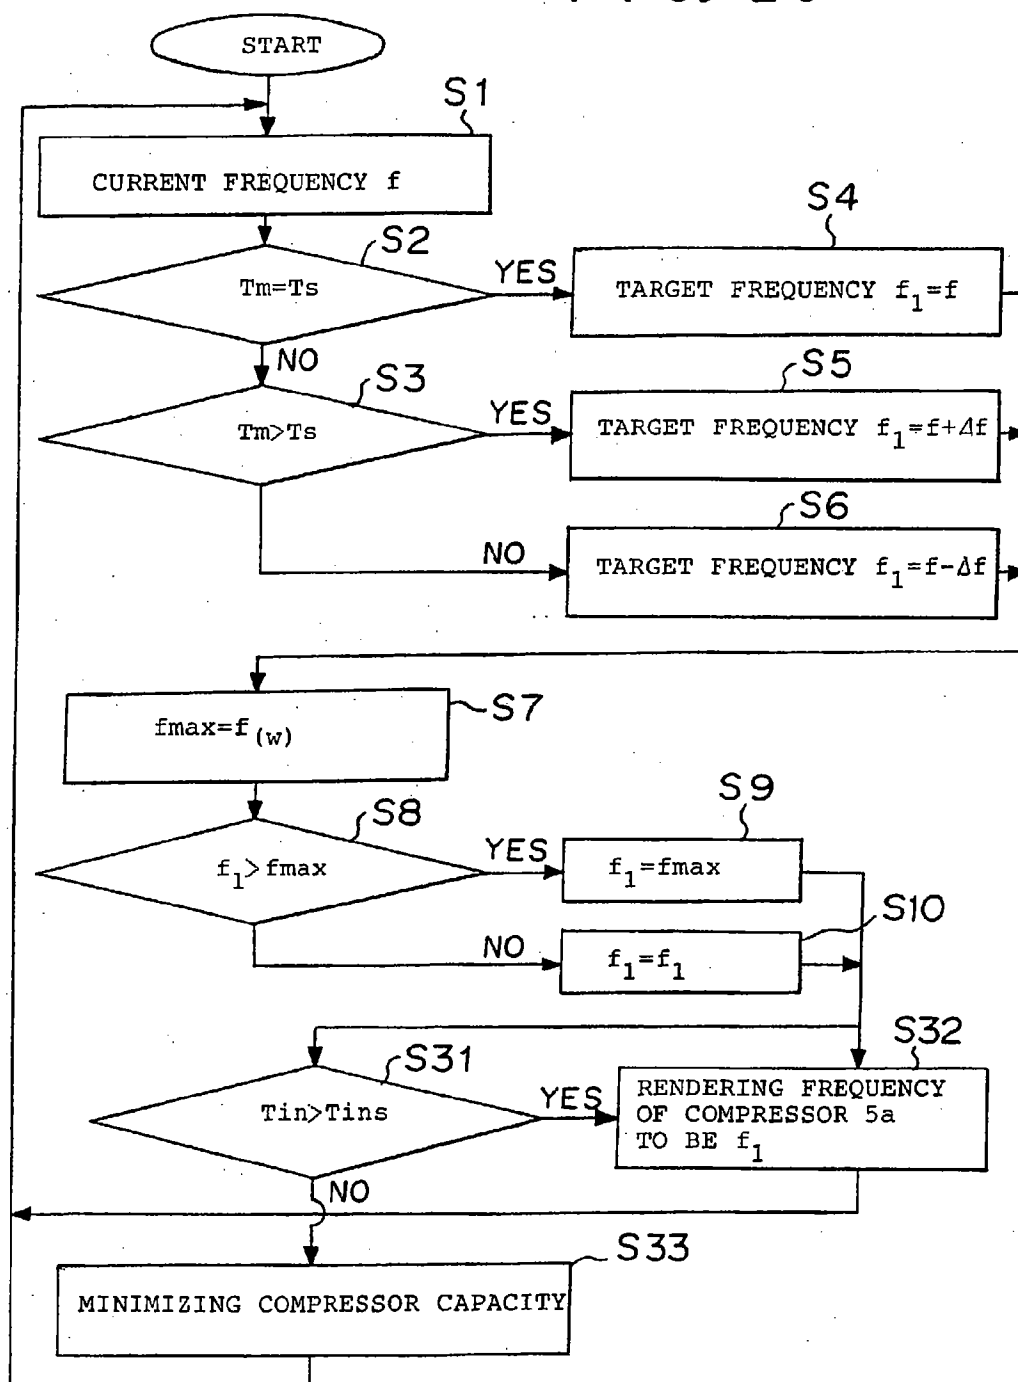 START
S1
CURRENT FREQUENCY f
S2
Tm=Ts
YES
S4
TARGET FREQUENCY f1=f
NO
S3
Tm>Ts
YES
S5
TARGET FREQUENCY f1=f+Δf
NO
S6
TARGET FREQUENCY f1=f-Δf
S7
fmax=f(w)
S8
f1>fmax
YES
S9
f1=fmax
NO
S10
f1=f1
S31
Tin>Tins
YES
S32
RENDERING FREQUENCY
OF COMPRESSOR 5a
TO BE f1
NO
S33
MINIMIZING COMPRESSOR CAPACITY